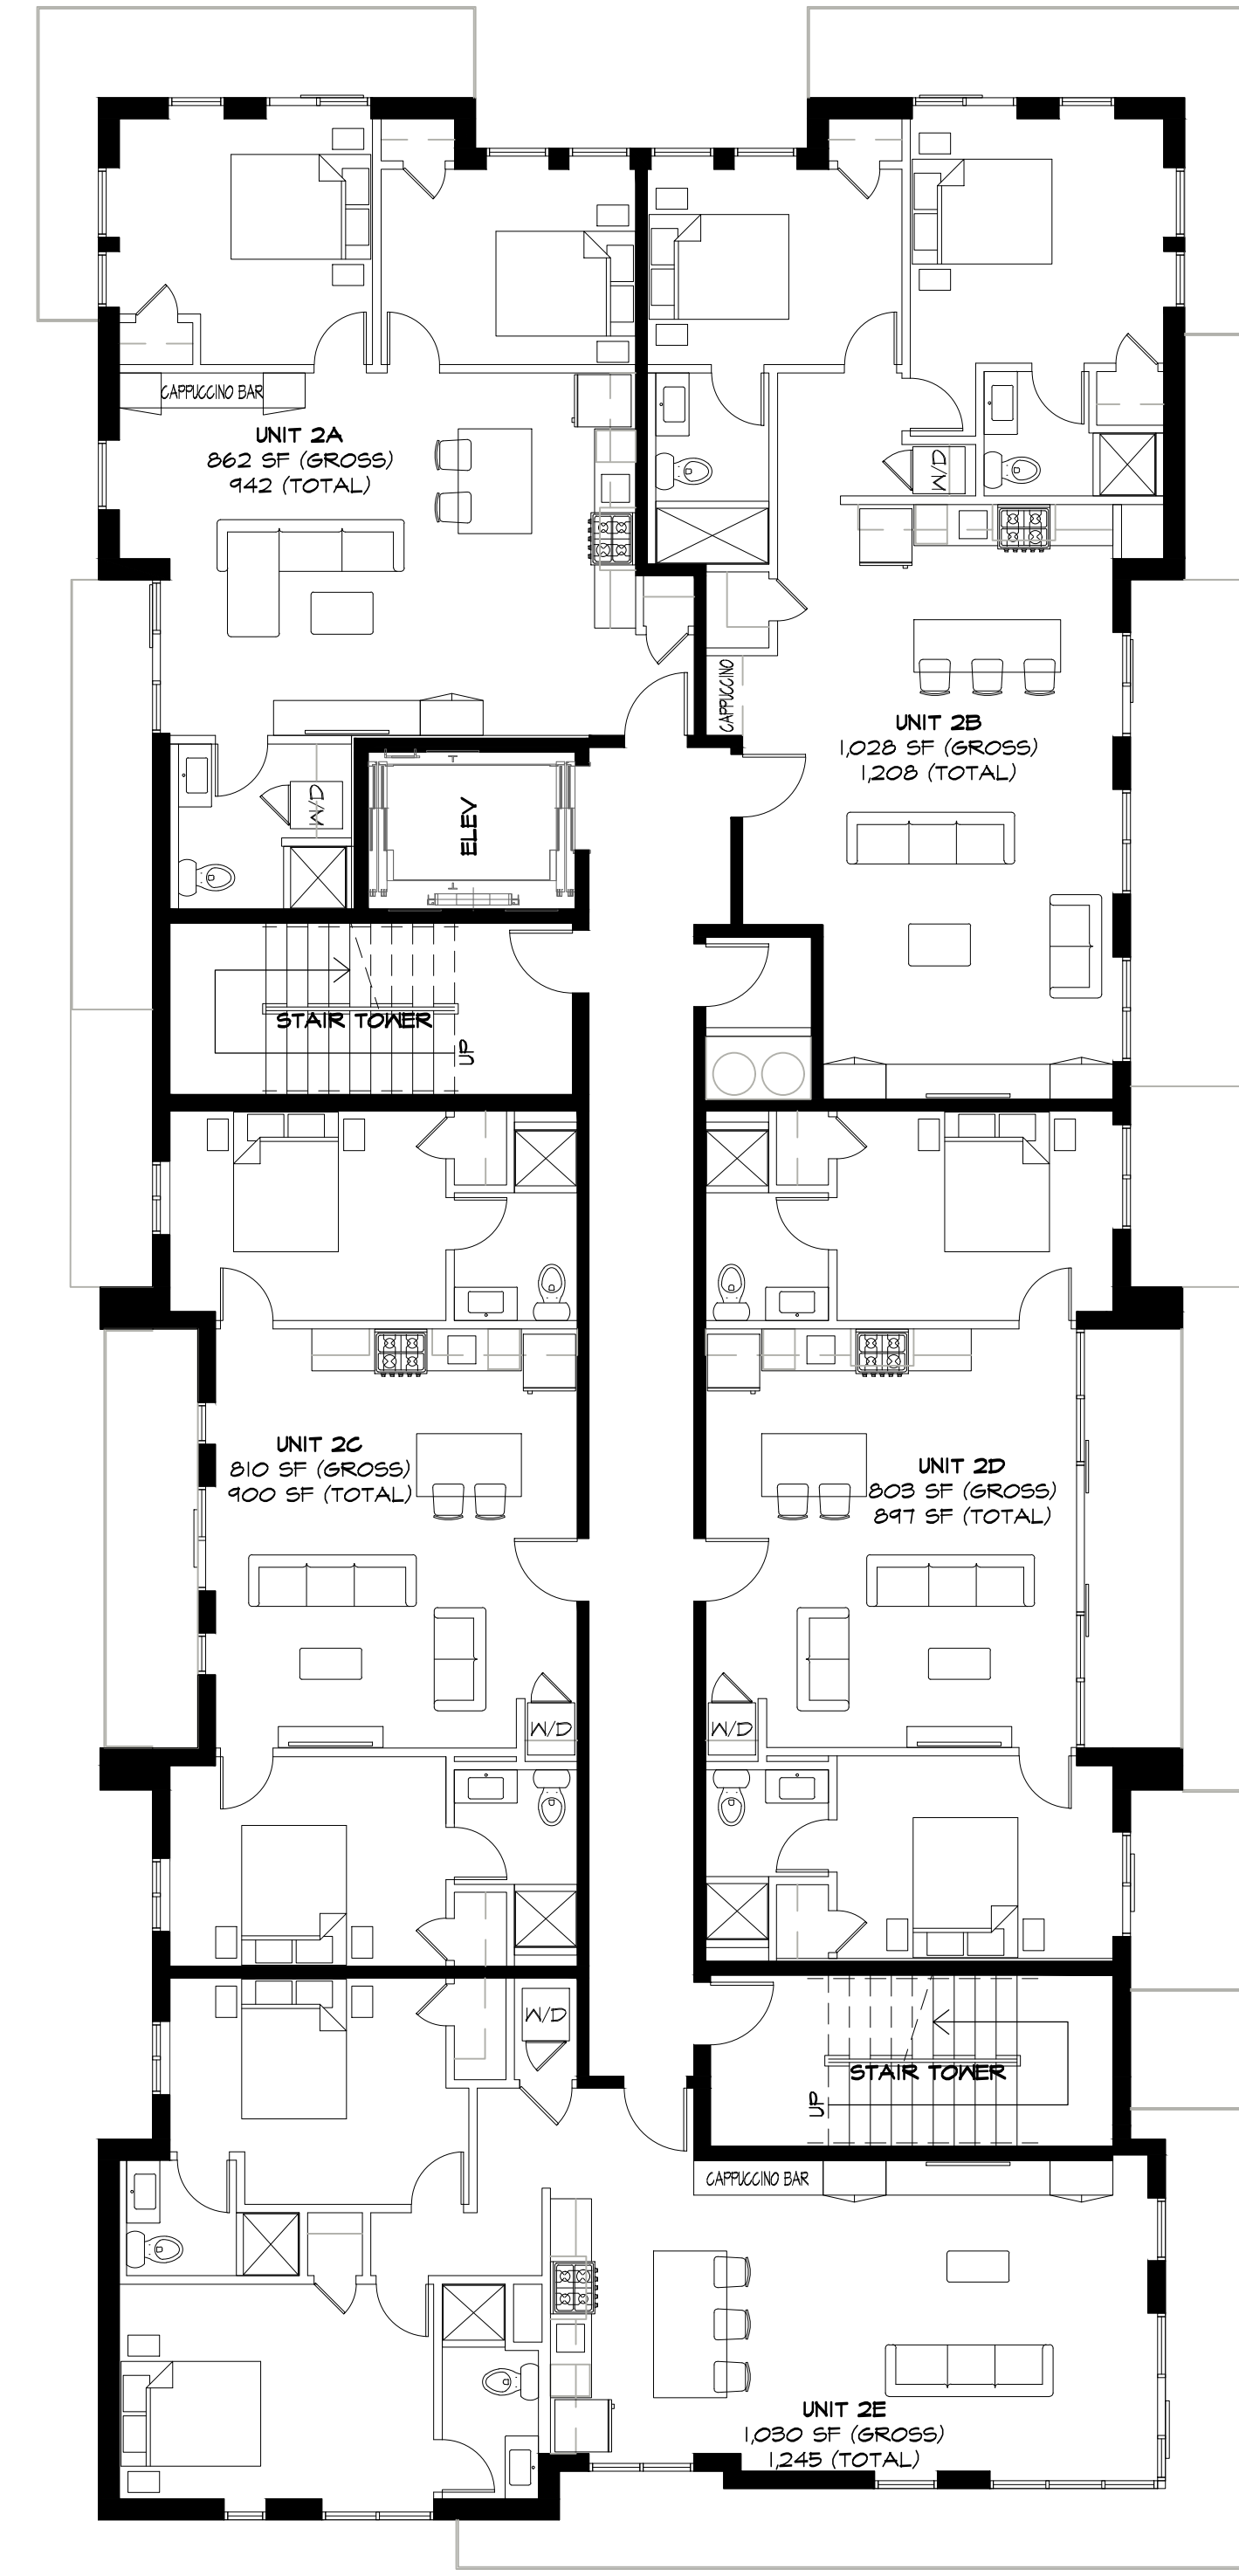 CAPPUCCINO BAR
UNIT 2A
862 SF (GROSS)
942 (TOTAL)
W/D
CAPPUCCINO
UNIT 2B
1,028 SF (GROSS)
1,208 (TOTAL)
W/D
ELEV
STAIR TOWER
UP
UNIT 2C
810 SF (GROSS)
900 SF (TOTAL)
UNIT 2D
803 SF (GROSS)
897 SF (TOTAL)
W/D
W/D
W/D
STAIR TOWER
UP
CAPPUCCINO BAR
UNIT 2E
1,030 SF (GROSS)
1,245 (TOTAL)